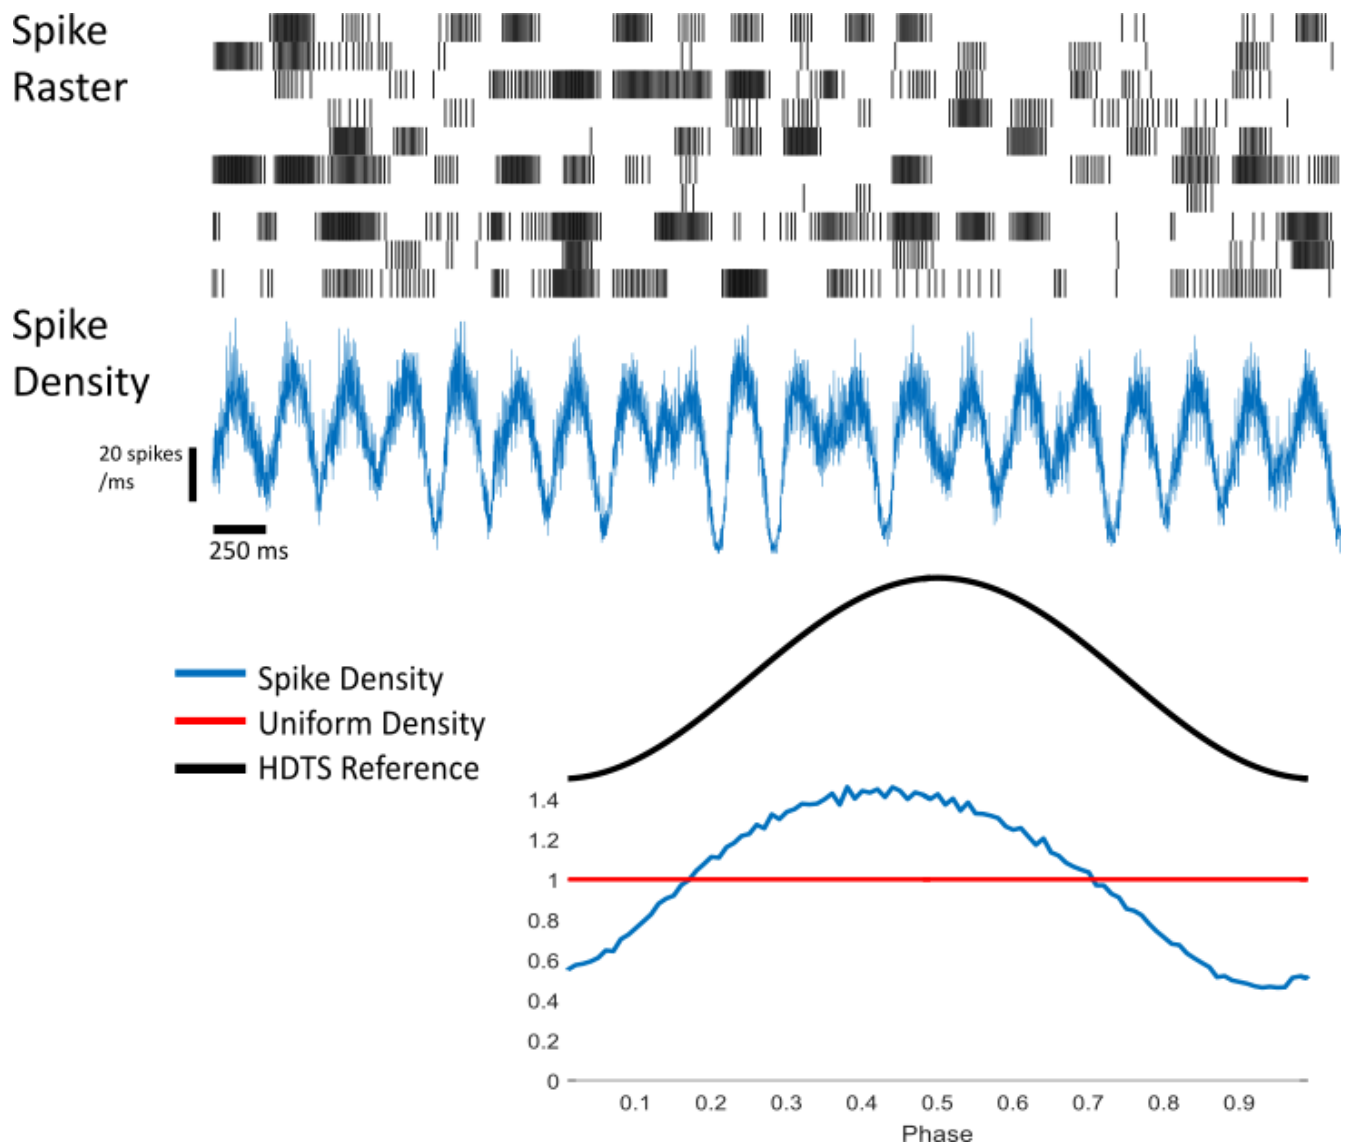 Spike
Raster
Spike
Density
20 spikes
/ms
250 ms
Spike Density
Uniform Density
HDTS Reference
1.4
1.2
1
0.8
0.6
0.4
0.2
0
0.1 0.2 0.3 0.4 0.5 0.6 0.7 0.8 0.9
Phase